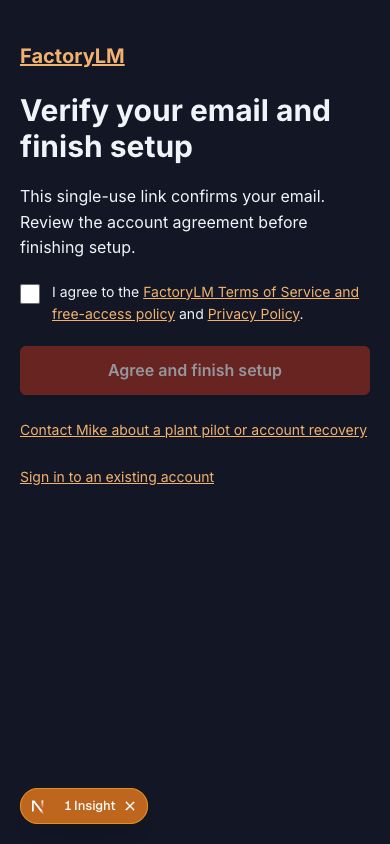 FactoryLM
Verify your email and
finish setup
This single-use link confirms your email.
Review the account agreement before
finishing setup.
I agree to the FactoryLM Terms of Service and
free-access policy and Privacy Policy.
Agree and finish setup
Contact Mike about a plant pilot or account recovery
Sign in to an existing account
N 1 Insight ×